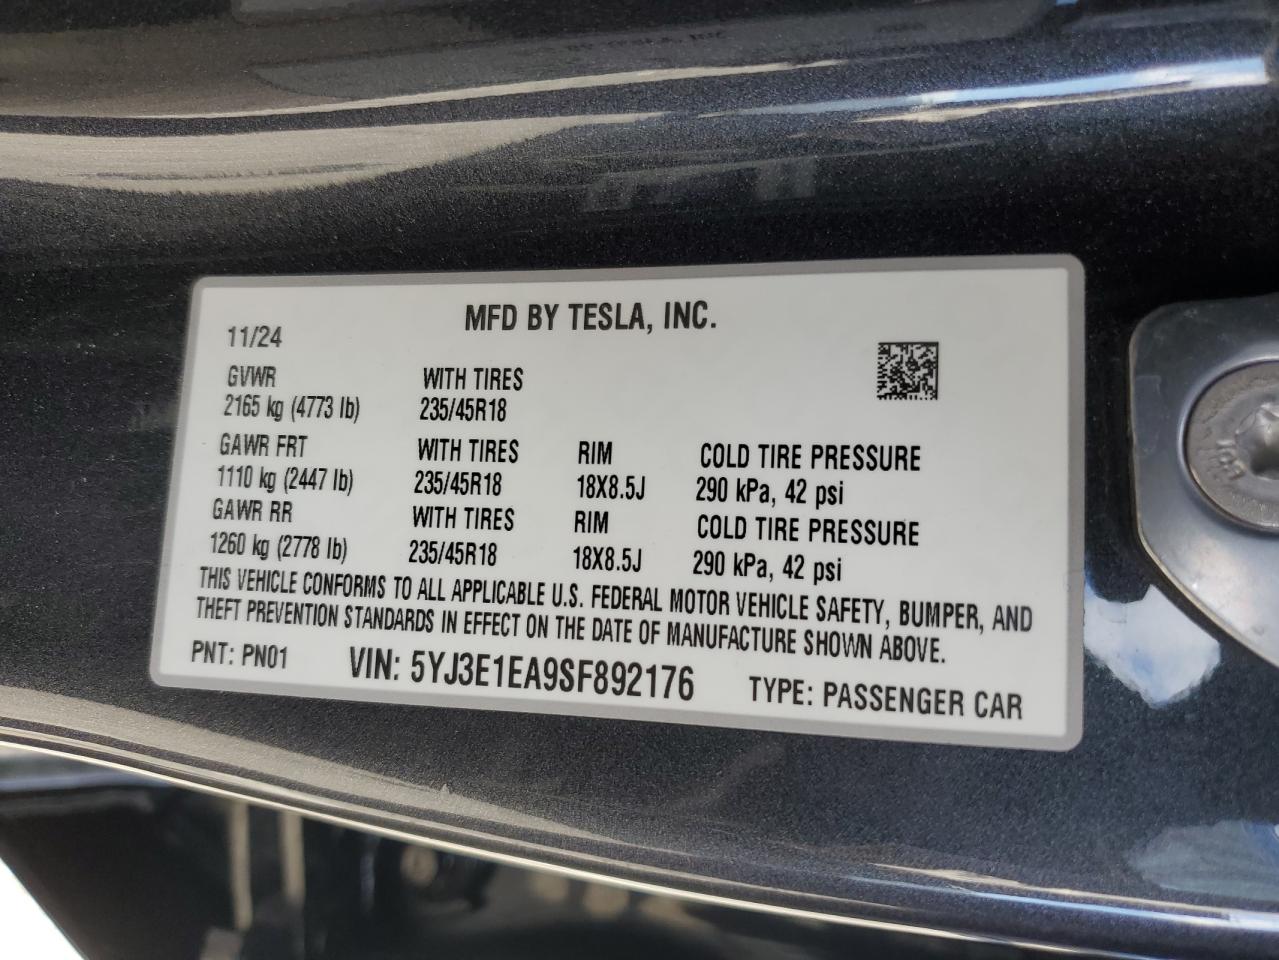 MFD BY TESLA, INC.
11/24
GVWR WITH TIRES
2165 kg (4773 lb) 235/45R18
GAWR FRT WITH TIRES RIM COLD TIRE PRESSURE
1110 kg (2447 lb) 235/45R18 18X8.5J 290 kPa, 42 psi
GAWR RR WITH TIRES RIM COLD TIRE PRESSURE
1260 kg (2778 lb) 235/45R18 18X8.5J 290 kPa, 42 psi
THIS VEHICLE CONFORMS TO ALL APPLICABLE U.S. FEDERAL MOTOR VEHICLE SAFETY, BUMPER, AND
THEFT PREVENTION STANDARDS IN EFFECT ON THE DATE OF MANUFACTURE SHOWN ABOVE.
PNT: PN01 VIN: 5YJ3E1EA9SF892176 TYPE: PASSENGER CAR